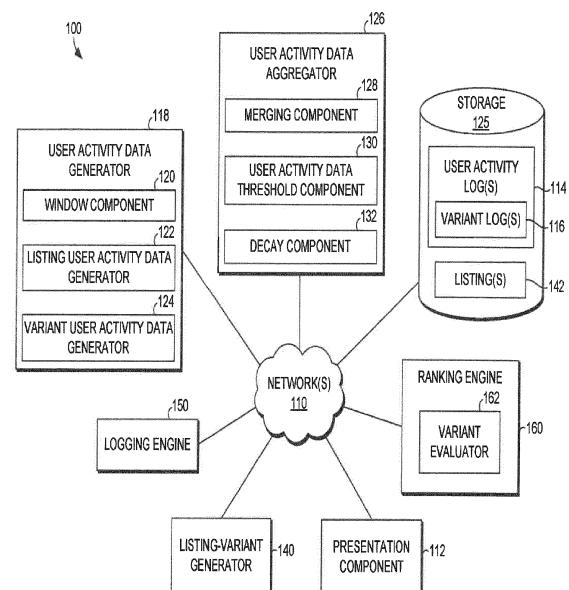 100
126
USER ACTIVITY DATA
AGGREGATOR
128
MERGING COMPONENT
130
USER ACTIVITY DATA
THRESHOLD COMPONENT
132
DECAY COMPONENT
118
USER ACTIVITY DATA
GENERATOR
120
WINDOW COMPONENT
122
LISTING USER ACTIVITY DATA
GENERATOR
124
VARIANT USER ACTIVITY DATA
GENERATOR
STORAGE
125
USER ACTIVITY
LOG(S)
114
VARIANT LOG(S)
116
LISTING(S)
142
NETWORK(S)
110
150
LOGGING ENGINE
RANKING ENGINE
162
VARIANT
EVALUATOR
160
LISTING-VARIANT
GENERATOR
140
PRESENTATION
COMPONENT
112